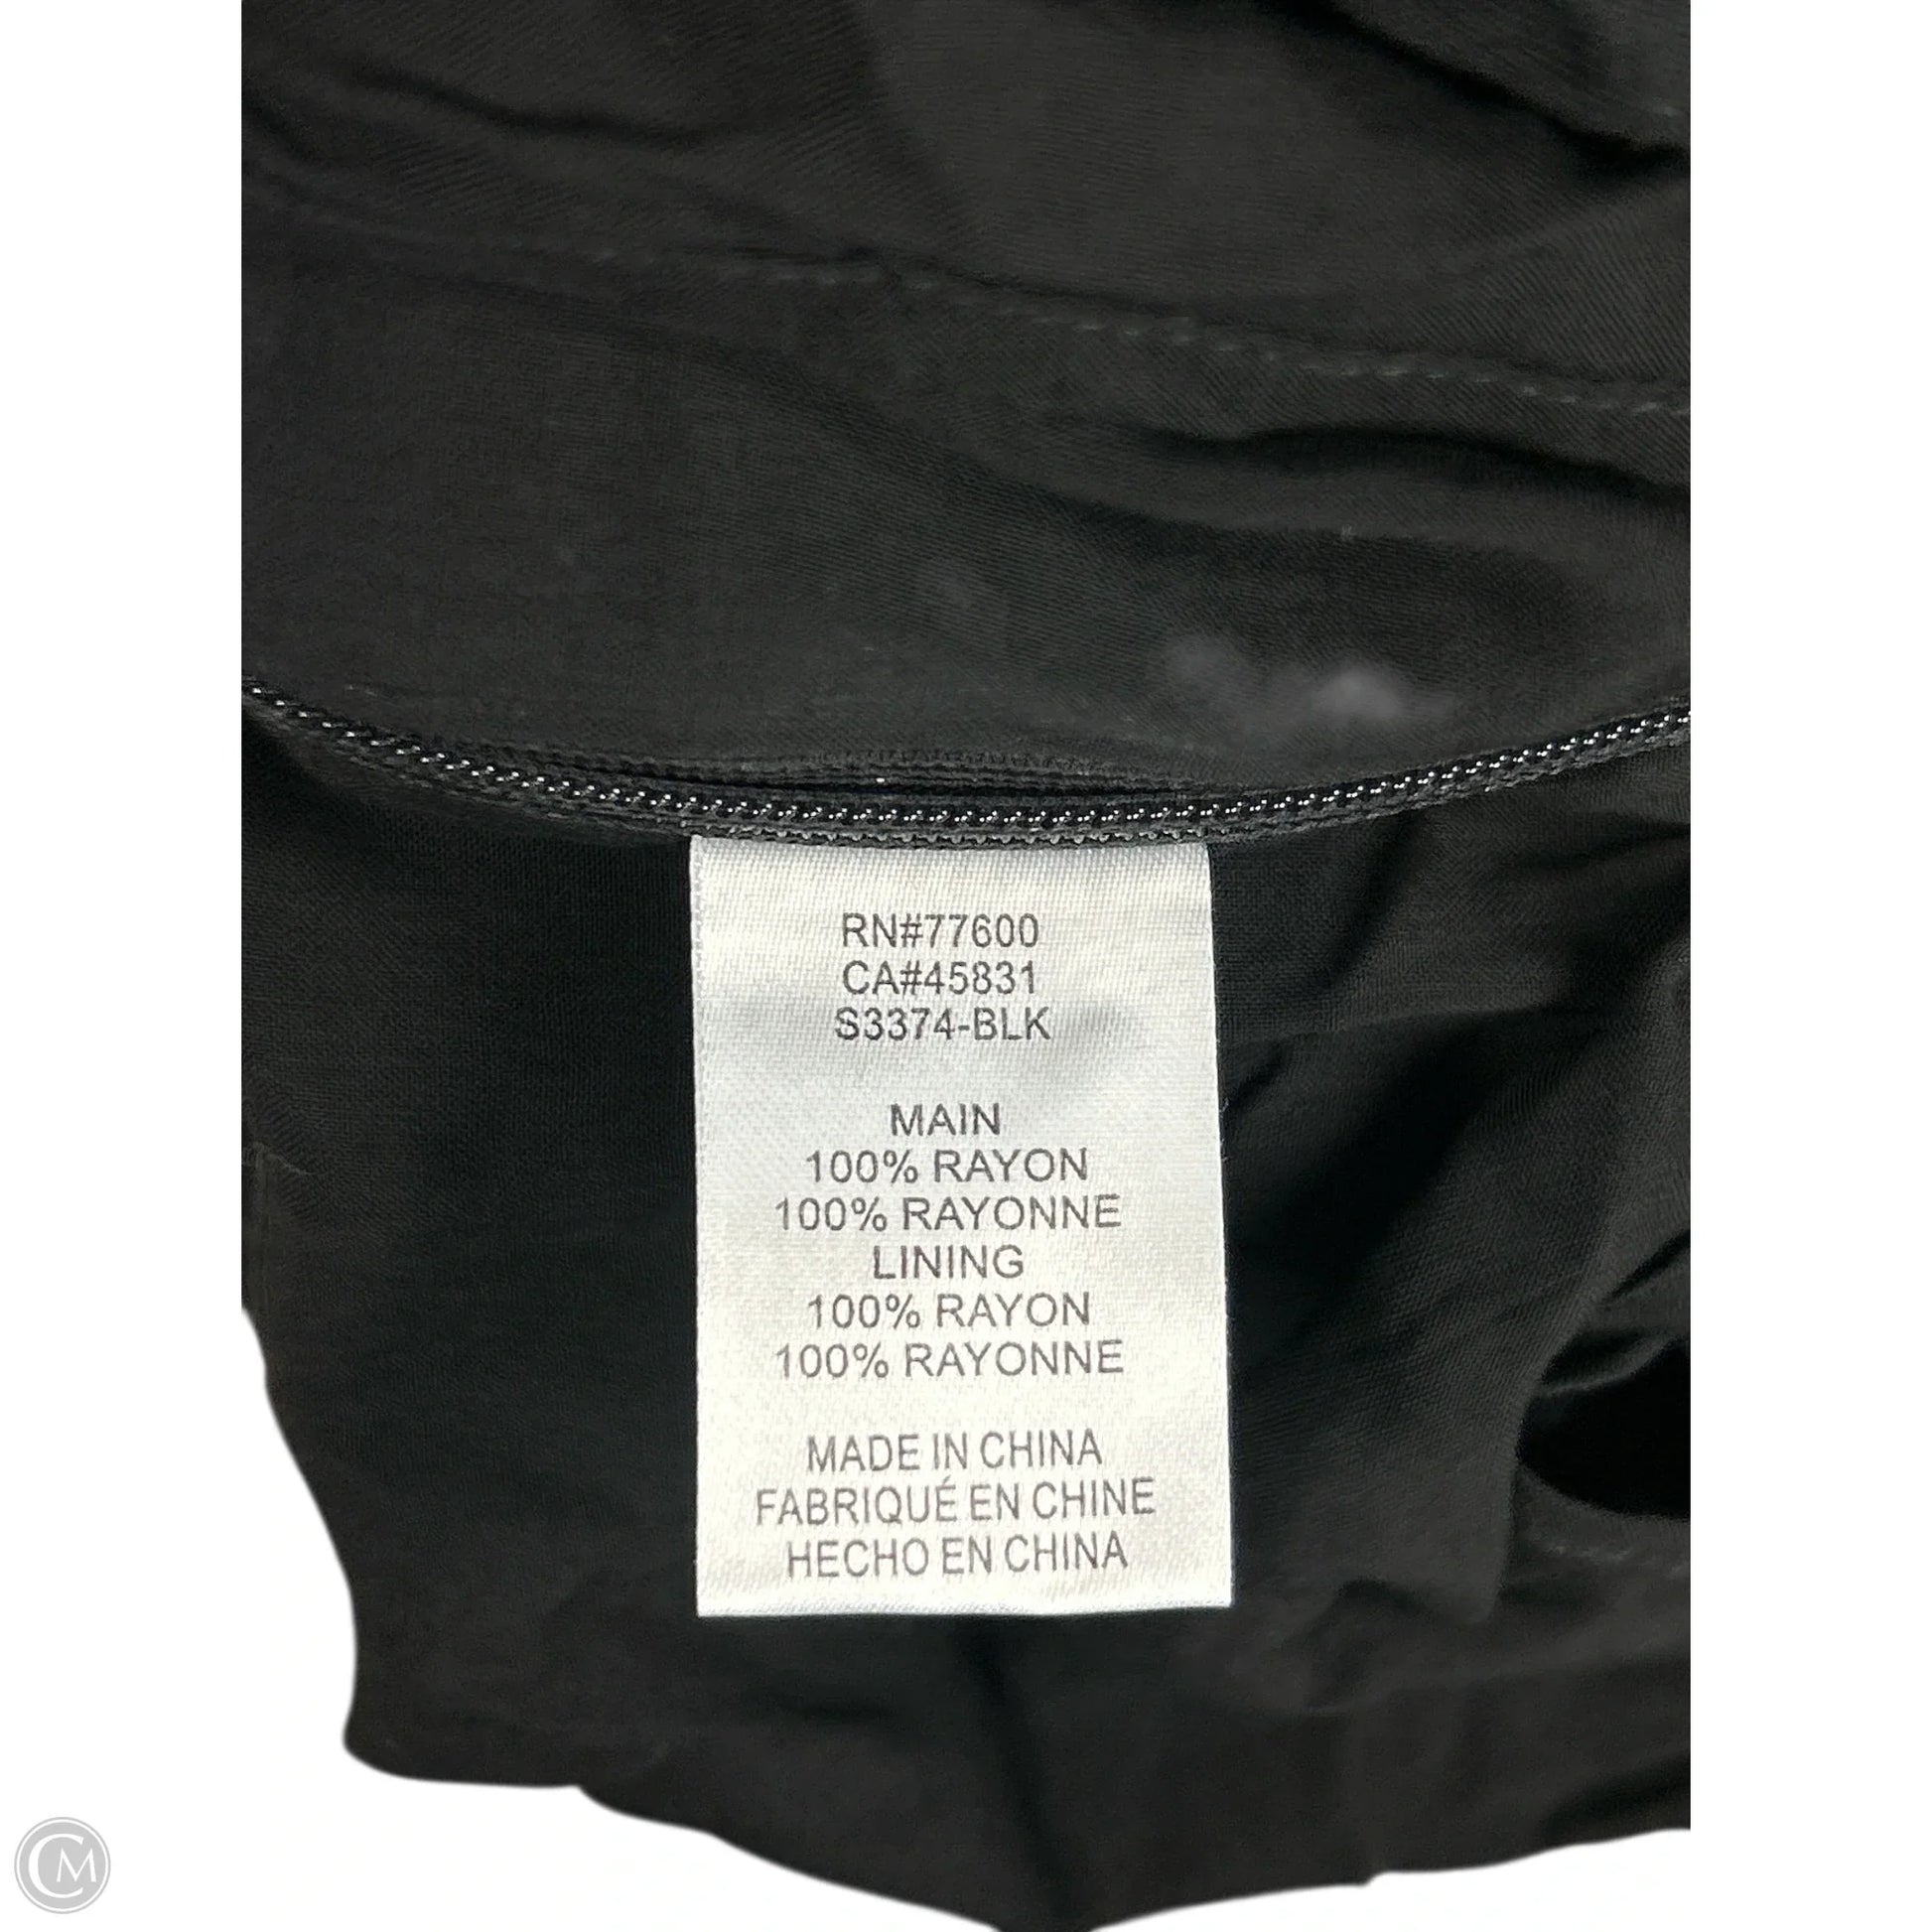 RN#77600
CA#45831
S3374-BLK
MAIN
100% RAYON
100% RAYONNE
LINING
100% RAYON
100% RAYONNE
MADE IN CHINA
FABRIQUÉ EN CHINE
HECHO EN CHINA
CM